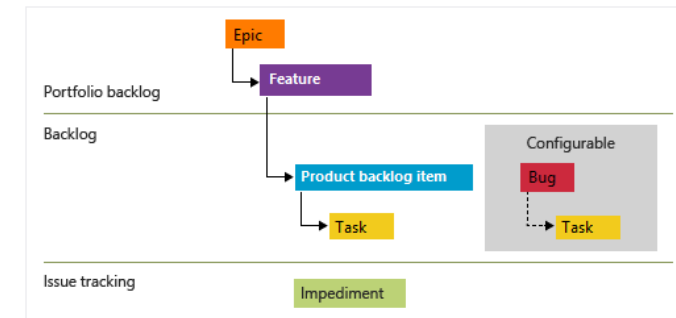 Epic
Feature
Portfolio backlog
Backlog
Configurable
Product backlog item
Bug
Task
Task
Issue tracking
Impediment